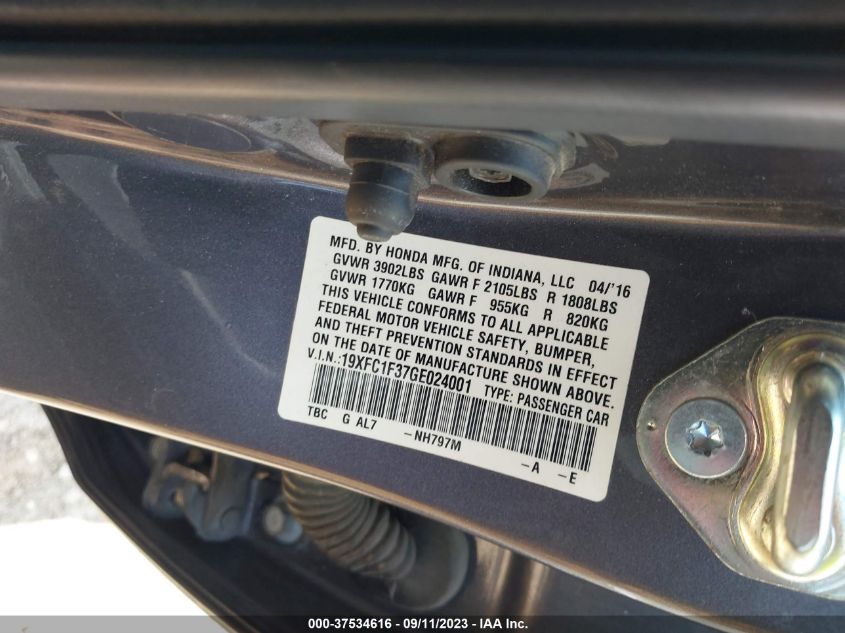 MFD. BY HONDA MFG. OF INDIANA, LLC 04/'16
GVWR 3902LBS GAWR F 2105LBS R 1808LBS
GVWR 1770KG GAWR F 955KG R 820KG
THIS VEHICLE CONFORMS TO ALL APPLICABLE
FEDERAL MOTOR VEHICLE SAFETY, BUMPER,
AND THEFT PREVENTION STANDARDS IN EFFECT
ON THE DATE OF MANUFACTURE SHOWN ABOVE.
V.I.N.:19XFC1F37GE024001 TYPE: PASSENGER CAR
TBC G AL7 -NH797M -A -E
000-37534616 - 09/11/2023 - IAA Inc.